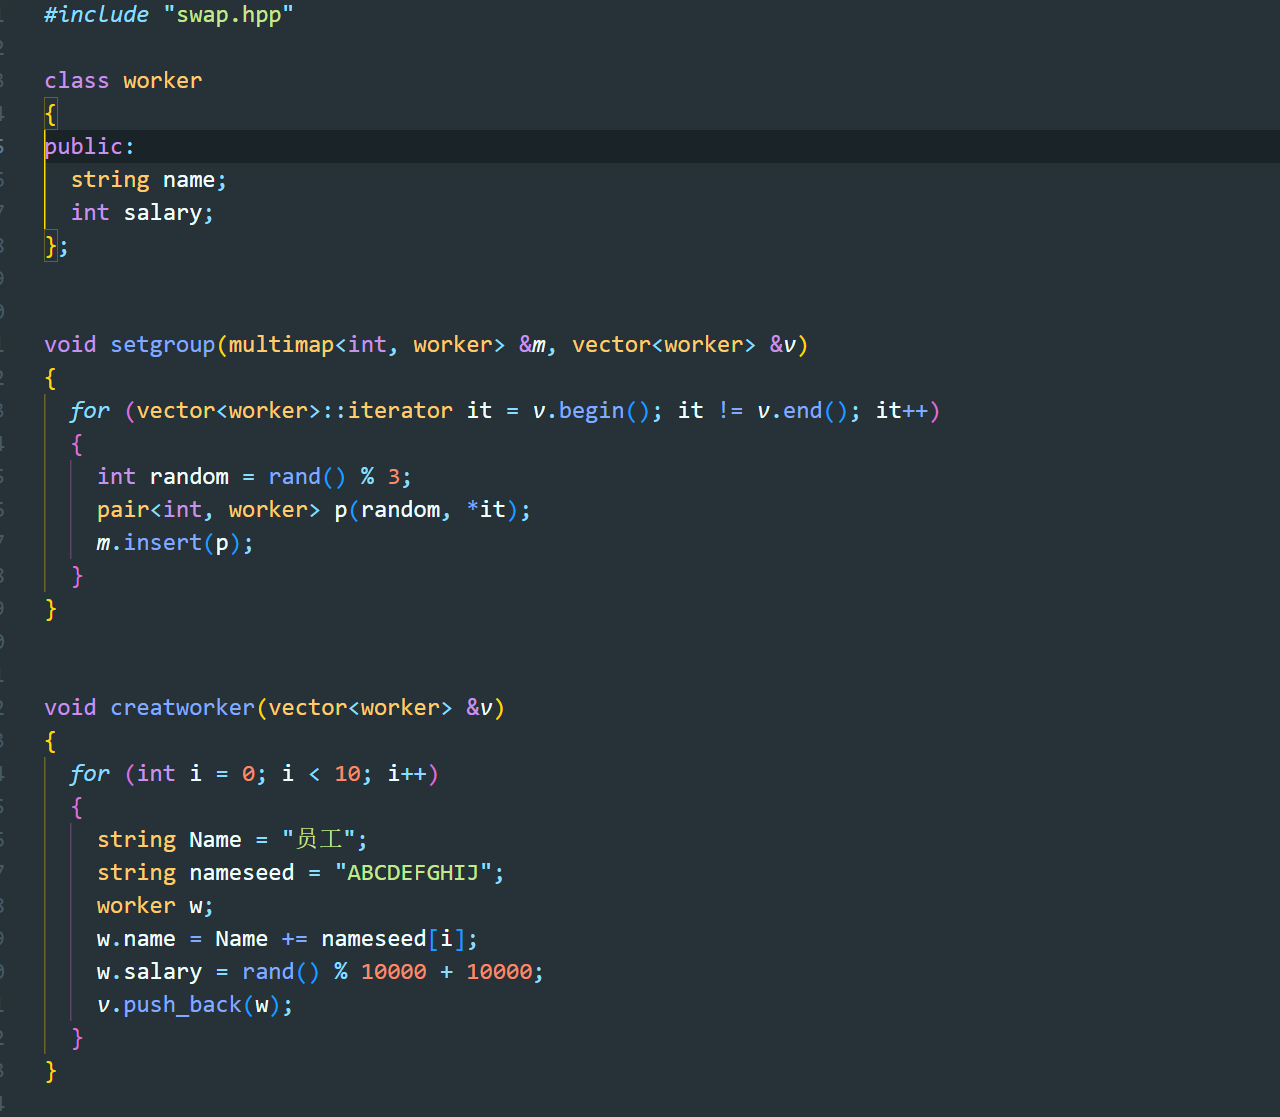 #include "swap.hpp"
class worker
{
public:
string name;
int salary;
};
void setgroup(multimap<int, worker> &m, vector<worker> &v)
{
for (vector<worker>::iterator it = v.begin(); it != v.end(); it++)
{
int random = rand() % 3;
pair<int, worker> p(random, *it);
m.insert(p);
}
}
void creatworker(vector<worker> &v)
{
for (int i = 0; i < 10; i++)
{
string Name = "员工";
string nameseed = "ABCDEFGHIJ";
worker w;
w.name = Name += nameseed[i];
w.salary = rand() % 10000 + 10000;
v.push_back(w);
}
}